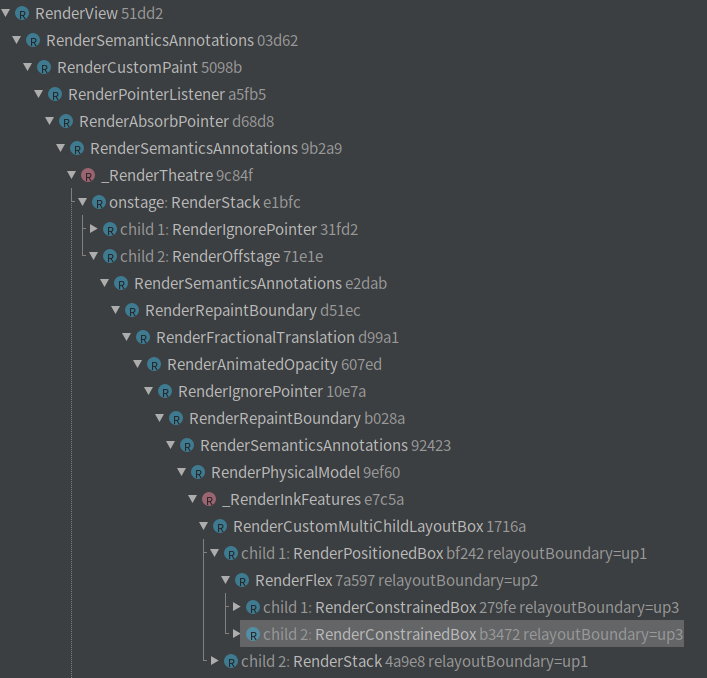 RenderView 51dd2
RenderSemanticsAnnotations 03d62
RenderCustomPaint 5098b
RenderPointerListener a5fb5
RenderAbsorbPointer d68d8
RenderSemanticsAnnotations 9b2a9
_RenderTheatre 9c84f
onstage: RenderStack e1bfc
child 1: RenderIgnorePointer 31fd2
child 2: RenderOffstage 71e1e
RenderSemanticsAnnotations e2dab
RenderRepaintBoundary d51ec
RenderFractionalTranslation d99a1
RenderAnimatedOpacity 607ed
RenderIgnorePointer 10e7a
RenderRepaintBoundary b028a
RenderSemanticsAnnotations 92423
RenderPhysicalModel 9ef60
_RenderInkFeatures e7c5a
RenderCustomMultiChildLayoutBox 1716a
child 1: RenderPositionedBox bf242 relayoutBoundary=up1
RenderFlex 7a597 relayoutBoundary=up2
child 1: RenderConstrainedBox 279fe relayoutBoundary=up3
child 2: RenderConstrainedBox b3472 relayoutBoundary=up3
child 2: RenderStack 4a9e8 relayoutBoundary=up1